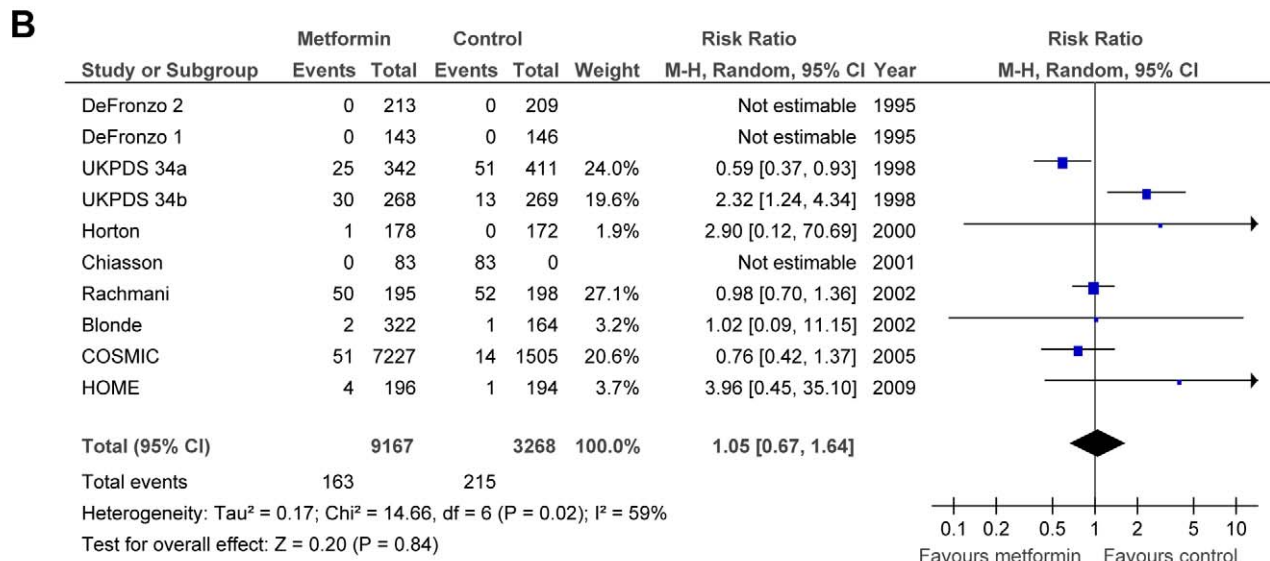 B
Metformin Control Risk Ratio Risk Ratio
Study or Subgroup Events Total Events Total Weight M-H, Random, 95% CI Year M-H, Random, 95% CI
DeFronzo 2 0 213 0 209 Not estimable 1995
DeFronzo 1 0 143 0 146 Not estimable 1995
UKPDS 34a 25 342 51 411 24.0% 0.59 [0.37, 0.93] 1998
UKPDS 34b 30 268 13 269 19.6% 2.32 [1.24, 4.34] 1998
Horton 1 178 0 172 1.9% 2.90 [0.12, 70.69] 2000
Chiasson 0 83 83 0 Not estimable 2001
Rachmani 50 195 52 198 27.1% 0.98 [0.70, 1.36] 2002
Blonde 2 322 1 164 3.2% 1.02 [0.09, 11.15] 2002
COSMIC 51 7227 14 1505 20.6% 0.76 [0.42, 1.37] 2005
HOME 4 196 1 194 3.7% 3.96 [0.45, 35.10] 2009
Total (95% CI) 9167 3268 100.0% 1.05 [0.67, 1.64]
Total events 163 215
Heterogeneity: Tau² = 0.17; Chi² = 14.66, df = 6 (P = 0.02); I² = 59%
Test for overall effect: Z = 0.20 (P = 0.84)
0.1 0.2 0.5 1 2 5 10
Favours metformin Favours control